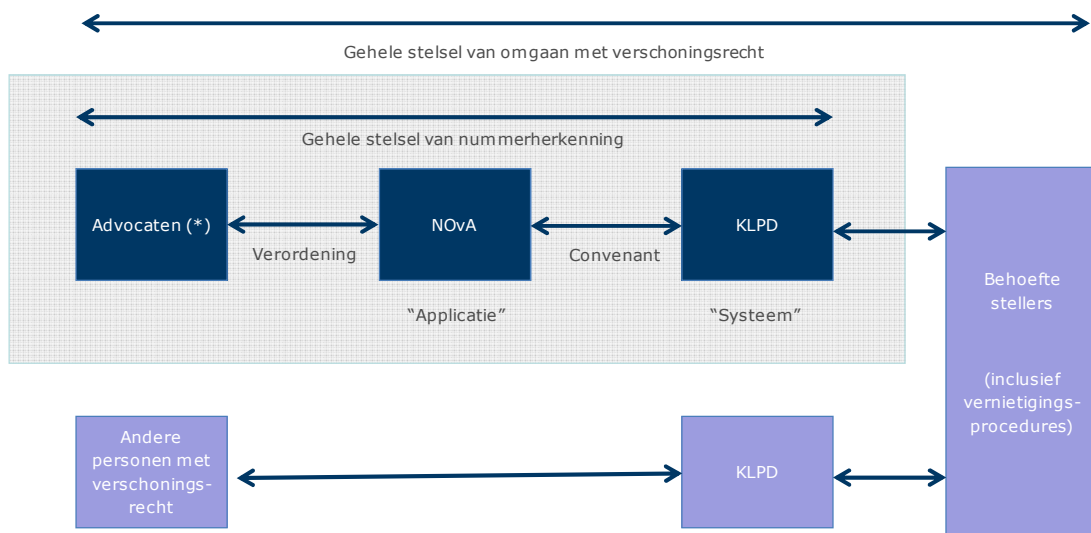 Gehele stelsel van omgaan met verschoningsrecht
Gehele stelsel van nummerherkenning
Advocaten (*)
Verordening
NOvA
Convenant
KLPD
"Applicatie"
"Systeem"
Behoefte
stellers
(inclusief
vernietigings-
procedures)
Andere
personen met
verschonings-
recht
KLPD